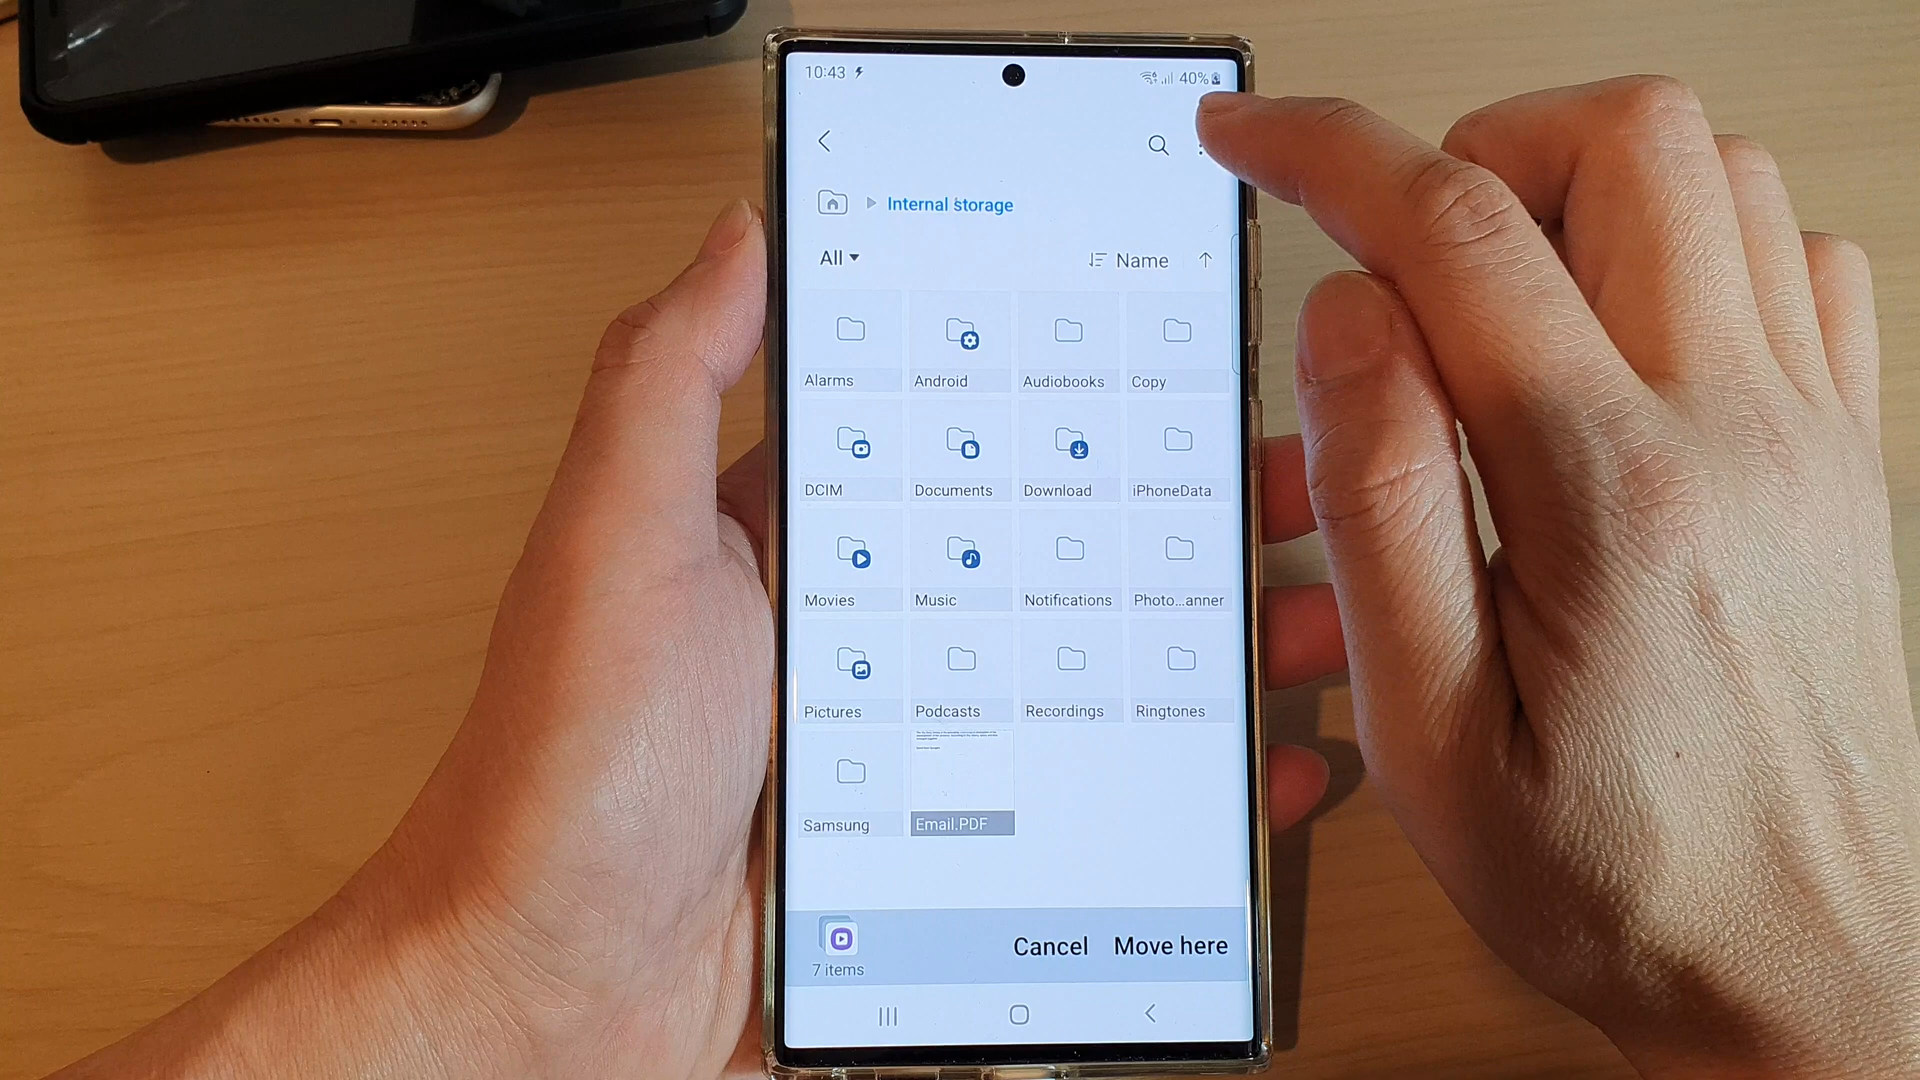 10:43
40%
Internal storage
All
Name
Alarms
Android
Audiobooks
Copy
DCIM
Documents
Download
iPhoneData
Movies
Music
Notifications
Photo...anner
Pictures
Podcasts
Recordings
Ringtones
Samsung
Email.PDF
7 items
Cancel
Move here